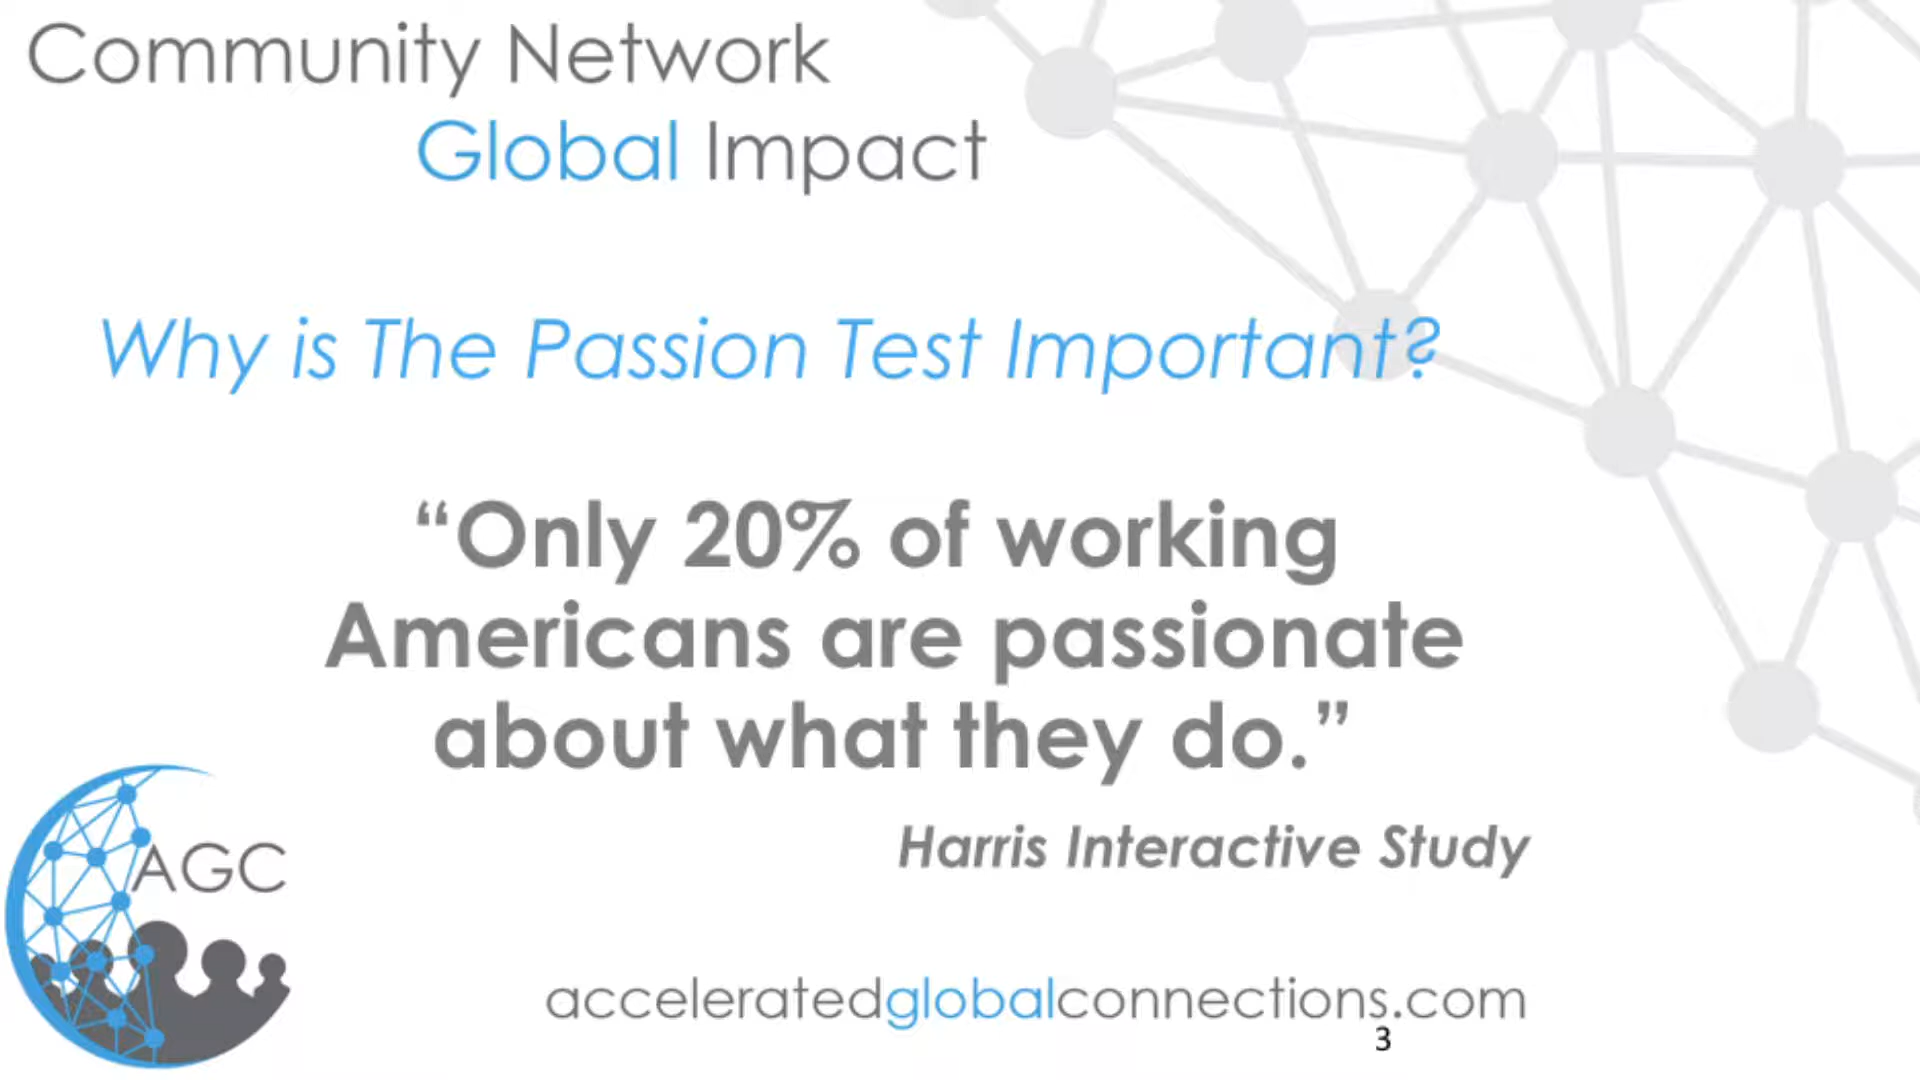 Community Network
Global Impact
Why is The Passion Test Important?
“Only 20% of working
Americans are passionate
about what they do.”
Harris Interactive Study
AGC
acceleratedglobalconnections.com
3